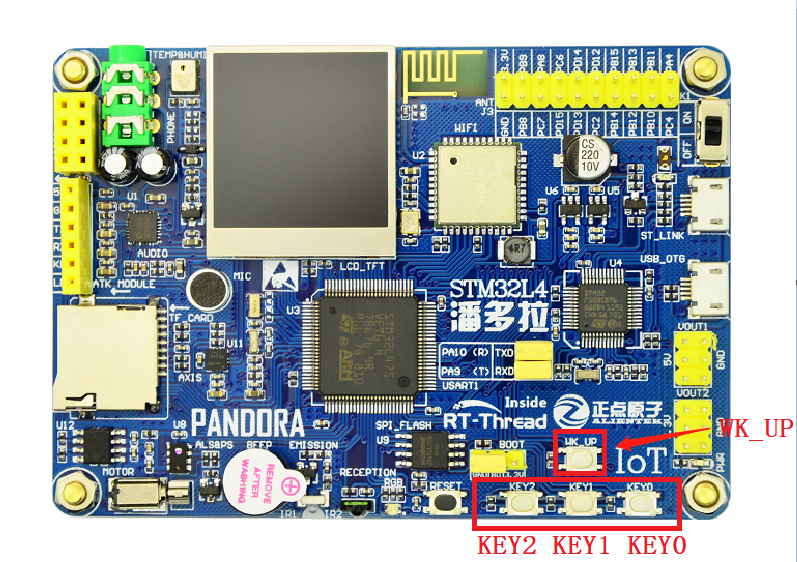 TEMP&HUMI
PHONE
ANT
J3
3.3V PB9 PA8 PC6 PD14 PD12 PB15 PB13 PB11 PA4
GND PB8 PC7 PD15 PD13 PC2 PB14 PB12 PB10 PC4
K1
ON
OFF
WIFI
U2
CS
220
10V
U6
U5
ST_LINK
USB_OTG
4R7
U4
U1
AUDIO
ATK_MODULE
MIC
LCD_TFT
TF_CARD
U3
U11
AXIS
STM32L4
潘多拉
ARM
PA10 (R) TXD
PA9 (T) RXD
USART1
VOUT1
5V
GND
VOUT2
3.3V
GND
PWR
PANDORA
Inside
RT-Thread
正点原子
ALIENTEK
U12
U8
ALS&PS
BEEP
EMISSION
SPI_FLASH
U9
BOOT
WK_UP
WK_UP
IoT
MOTOR
REMOVE
AFTER
WASHING
RECEPTION
RGB
IR1
IR2
RESET
KEY2 KEY1 KEY0
KEY2 KEY1 KEY0